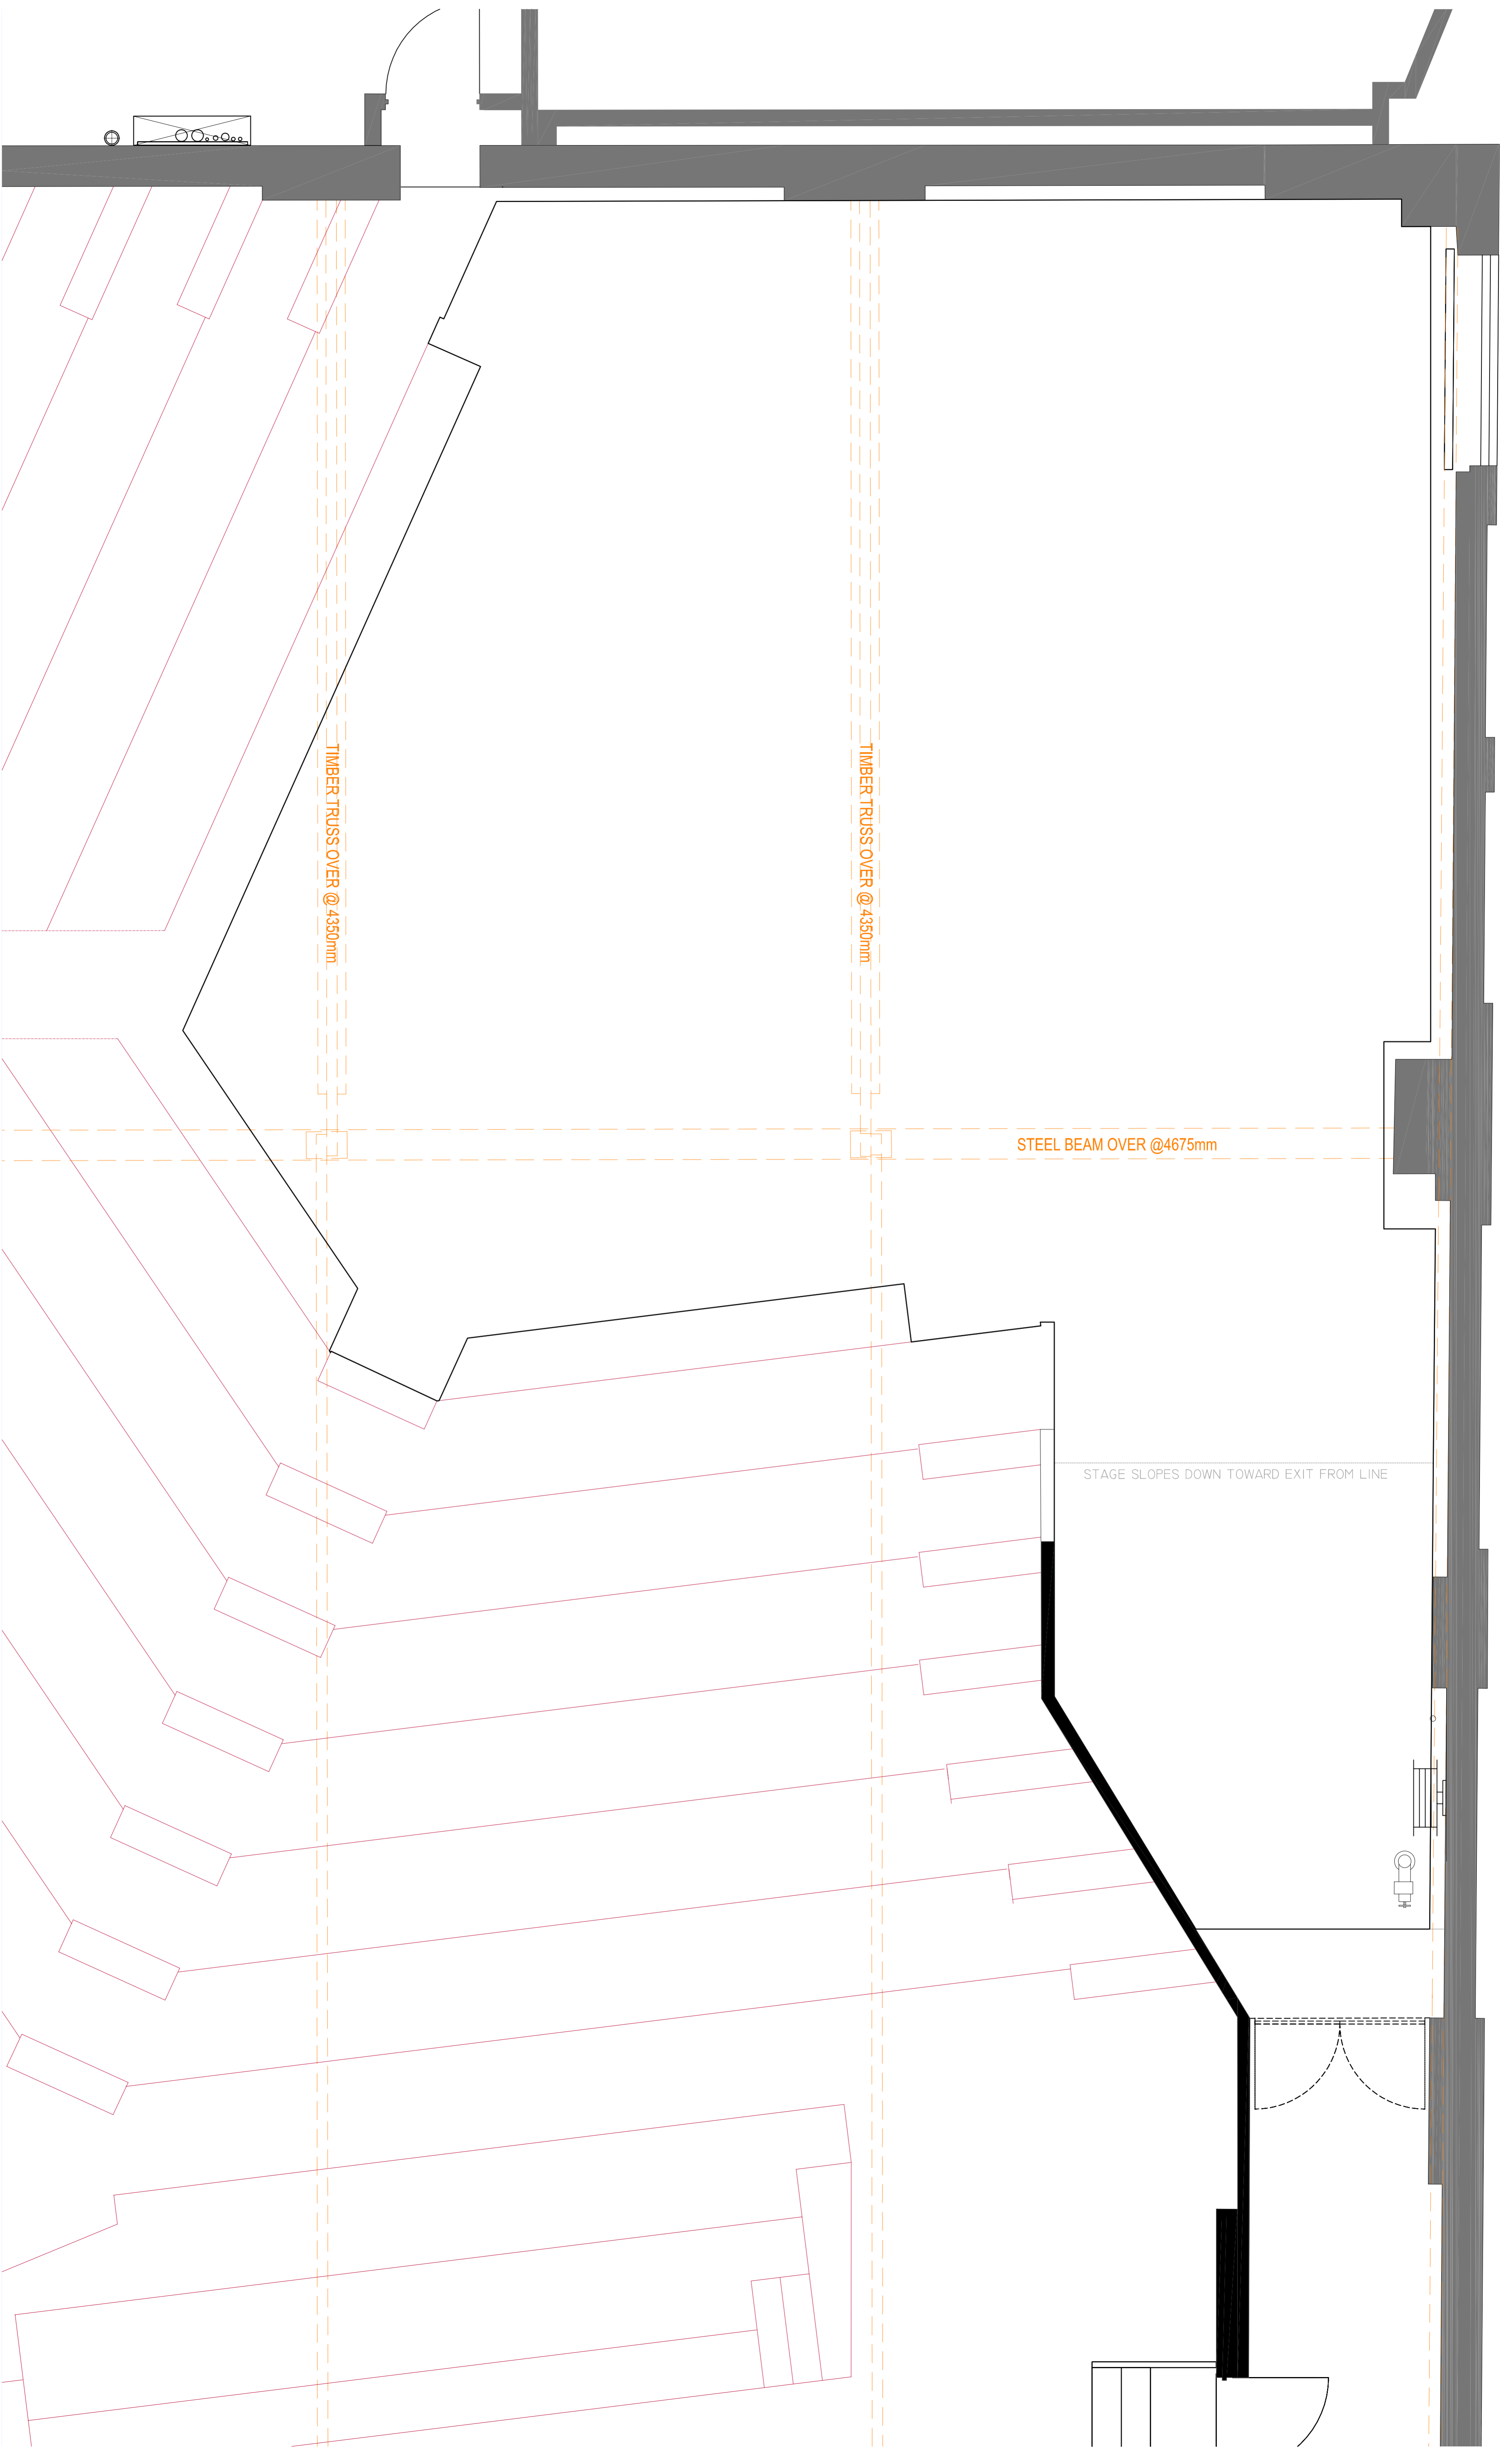 TIMBER TRUSS OVER @ 4350mm
TIMBER TRUSS OVER @ 4350mm
STEEL BEAM OVER @4675mm
STAGE SLOPES DOWN TOWARD EXIT FROM LINE